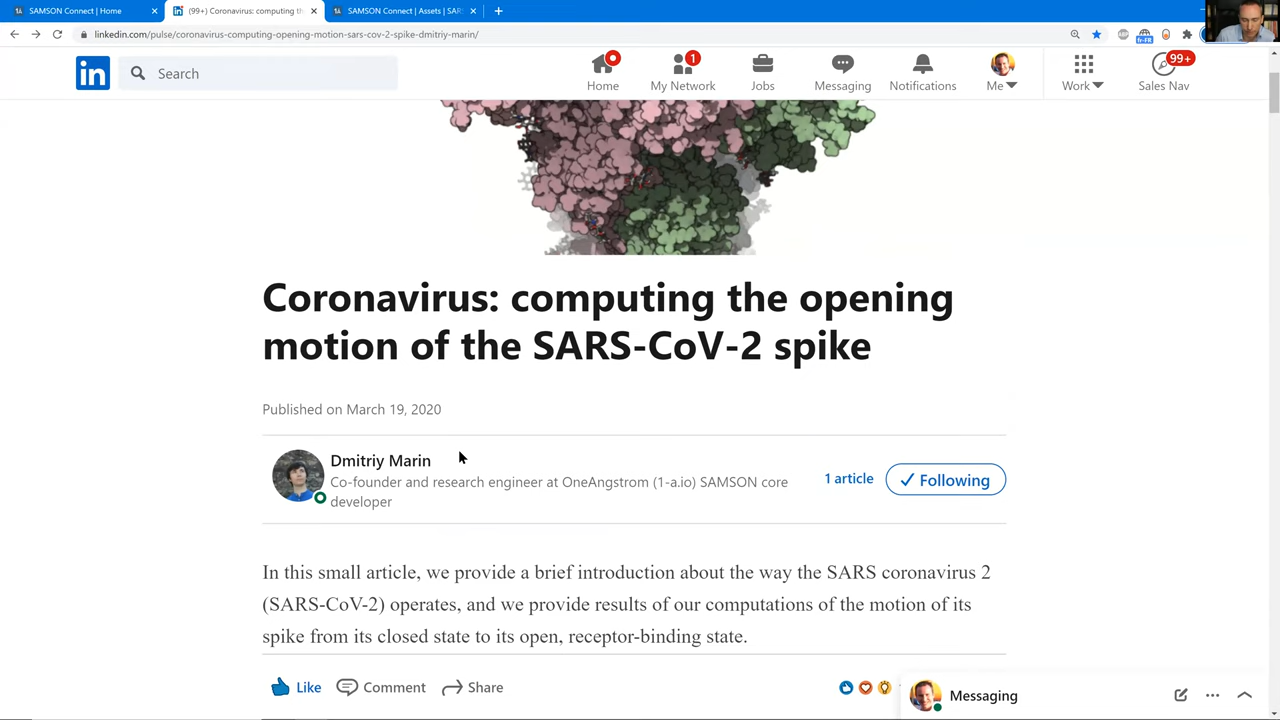 SAMSON Connect | Home
(99+) Coronavirus: computing th
SAMSON Connect | Assets | SAR
linkedin.com/pulse/coronavirus-computing-opening-motion-sars-cov-2-spike-dmitriy-marin/
fr-FR
in
Search
1
99+
Home
My Network
Jobs
Messaging
Notifications
Me
Work
Sales Nav
Coronavirus: computing the opening
motion of the SARS-CoV-2 spike
Published on March 19, 2020
Dmitriy Marin
Co-founder and research engineer at OneAngstrom (1-a.io) SAMSON core
developer
1 article
Following
In this small article, we provide a brief introduction about the way the SARS coronavirus 2
(SARS-CoV-2) operates, and we provide results of our computations of the motion of its
spike from its closed state to its open, receptor-binding state.
Like
Comment
Share
Messaging